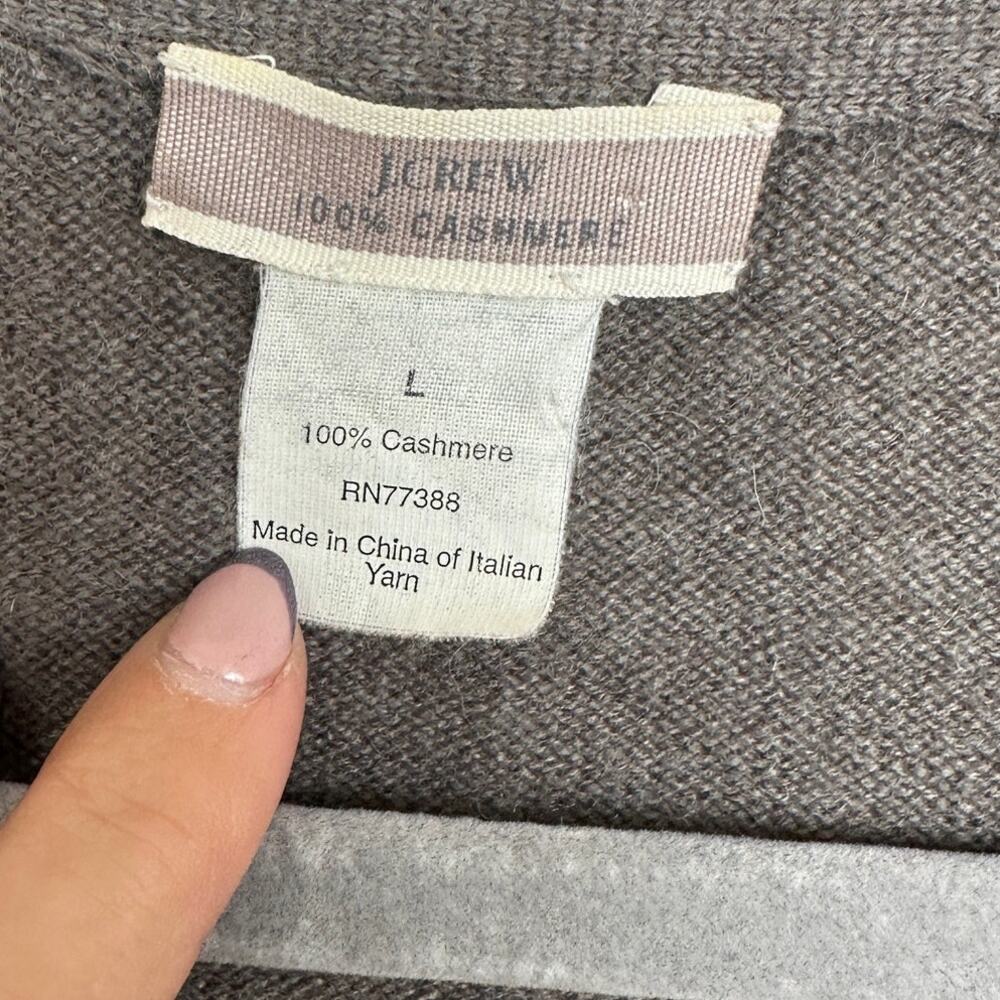 J.CREW
100% CASHMERE
L
100% Cashmere
RN77388
Made in China of Italian
Yarn